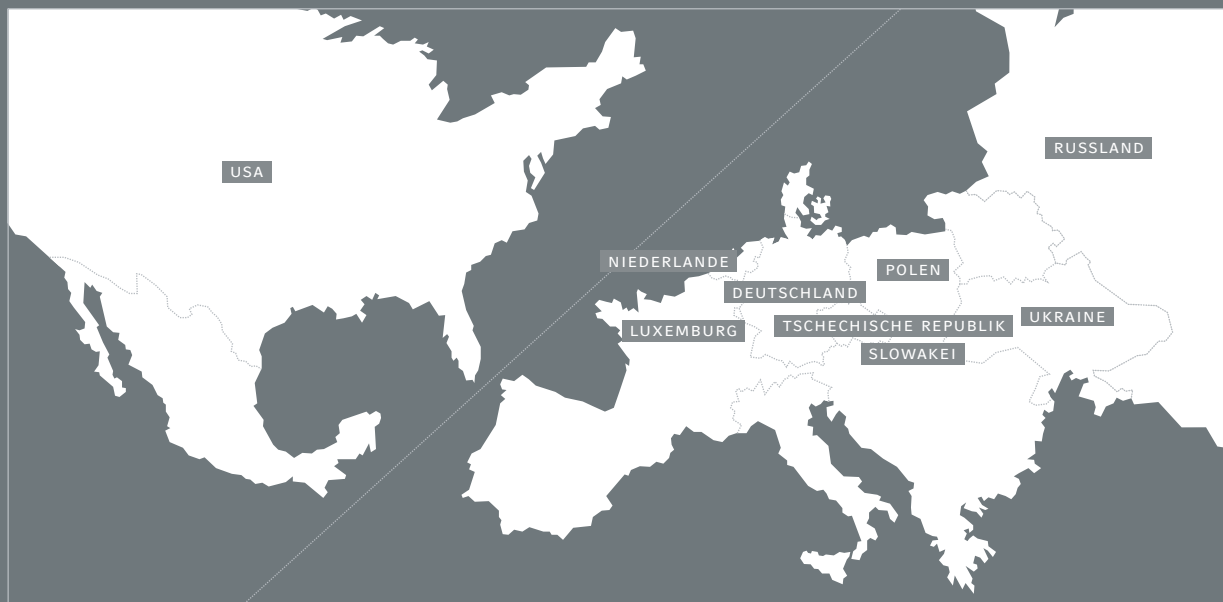 RUSSLAND
USA
NIEDERLANDE
POLEN
DEUTSCHLAND
UKRAINE
TSCHECHISCHE REPUBLIK
LUXEMBURG
SLOWAKEI